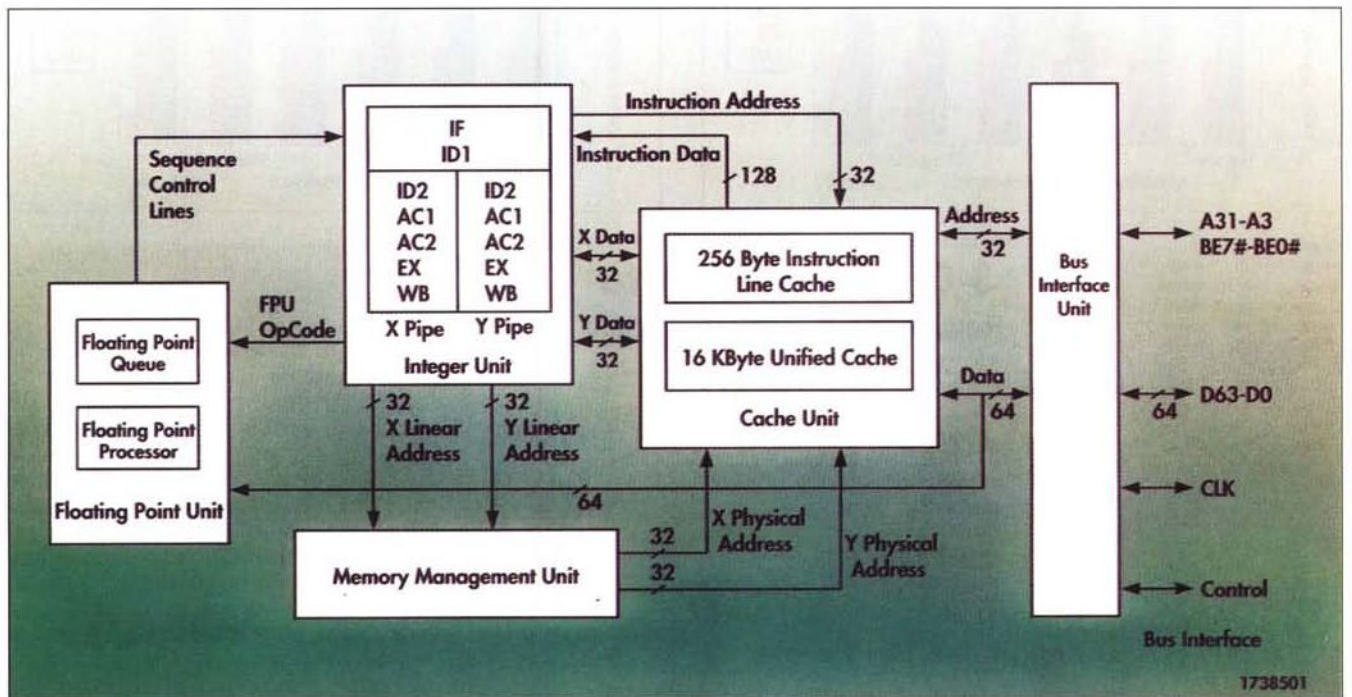 Sequence
Control
Lines
IF
ID1
ID2
AC1
AC2
EX
WB
X Pipe
ID2
AC1
AC2
EX
WB
Y Pipe
Integer Unit
Instruction Address
Instruction Data
128
32
X Data
32
Y Data
32
256 Byte Instruction
Line Cache
16 KByte Unified Cache
Cache Unit
Address
32
Data
64
Bus
Interface
Unit
A31-A3
BE7#-BE0#
D63-D0
64
CLK
Control
Bus Interface
FPU
OpCode
Floating Point
Queue
Floating Point
Processor
Floating Point Unit
32
X Linear
Address
32
Y Linear
Address
64
Memory Management Unit
32
32
X Physical
Address
Y Physical
Address
1738501